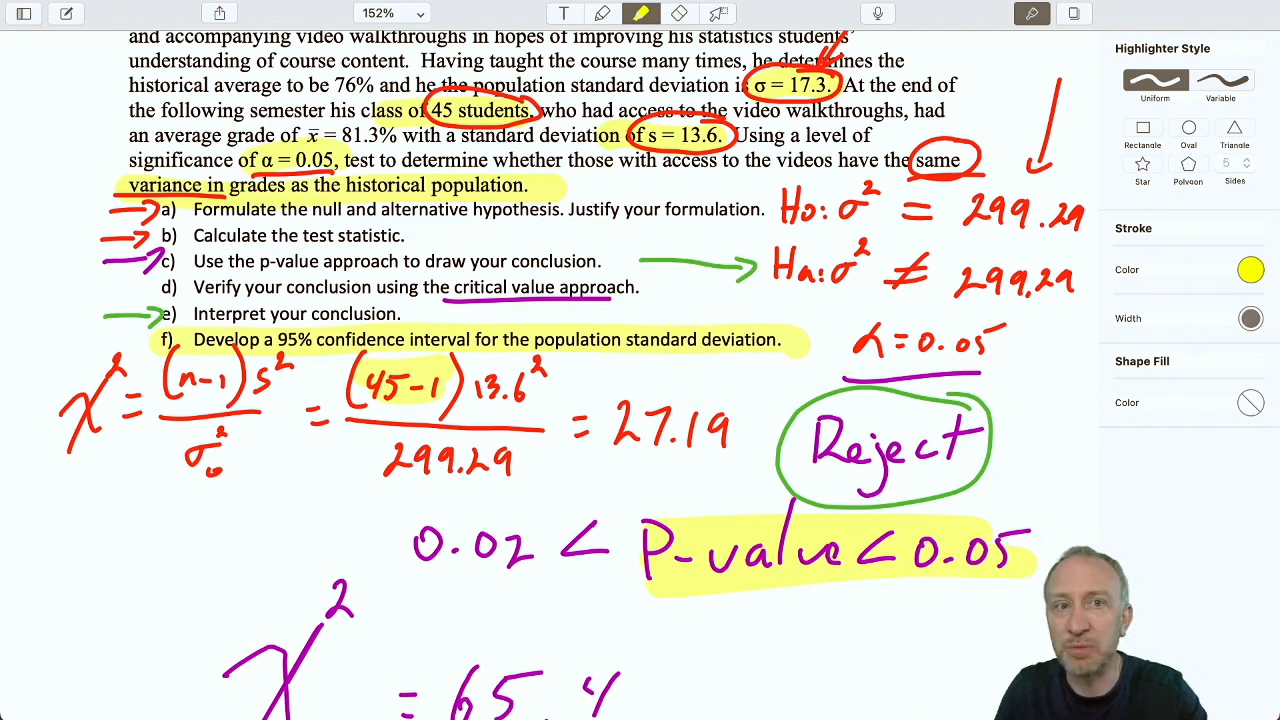 152%
T
Highlighter Style
Uniform
Variable
Rectangle
Oval
Triangle
Star
Polygon
5
Sides
Stroke
Color
Width
Shape Fill
Color
and accompanying video walkthroughs in hopes of improving his statistics students'
understanding of course content. Having taught the course many times, he determines the
historical average to be 76% and he the population standard deviation is σ = 17.3. At the end of
the following semester his class of 45 students, who had access to the video walkthroughs, had
an average grade of x̅ = 81.3% with a standard deviation of s = 13.6. Using a level of
significance of α = 0.05, test to determine whether those with access to the videos have the same
variance in grades as the historical population.
a) Formulate the null and alternative hypothesis. Justify your formulation.
b) Calculate the test statistic.
c) Use the p-value approach to draw your conclusion.
d) Verify your conclusion using the critical value approach.
e) Interpret your conclusion.
f) Develop a 95% confidence interval for the population standard deviation.
Ho: σ² = 299.29
Ha: σ² ≠ 299.29
α = 0.05
χ² = (n-1) s² / σ₀² = (45-1) 13.6² / 299.29 = 27.19
Reject
0.02 < P-value < 0.05
χ² = 65.4